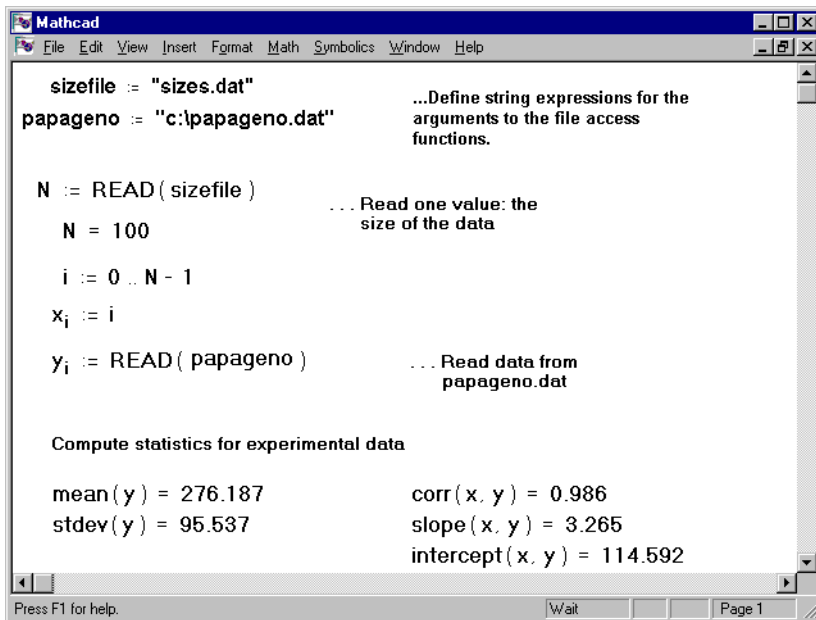 Mathcad
File Edit View Insert Format Math Symbolics Window Help
sizefile := "sizes.dat"
papageno := "c:\papageno.dat"
...Define string expressions for the
arguments to the file access
functions.
N := READ( sizefile )
. . . Read one value: the
size of the data
N = 100
i := 0 .. N - 1
xᵢ := i
yᵢ := READ( papageno )
. . . Read data from
papageno.dat
Compute statistics for experimental data
mean( y ) = 276.187
corr( x, y ) = 0.986
stdev( y ) = 95.537
slope( x, y ) = 3.265
intercept( x, y ) = 114.592
Press F1 for help.
Wait
Page 1